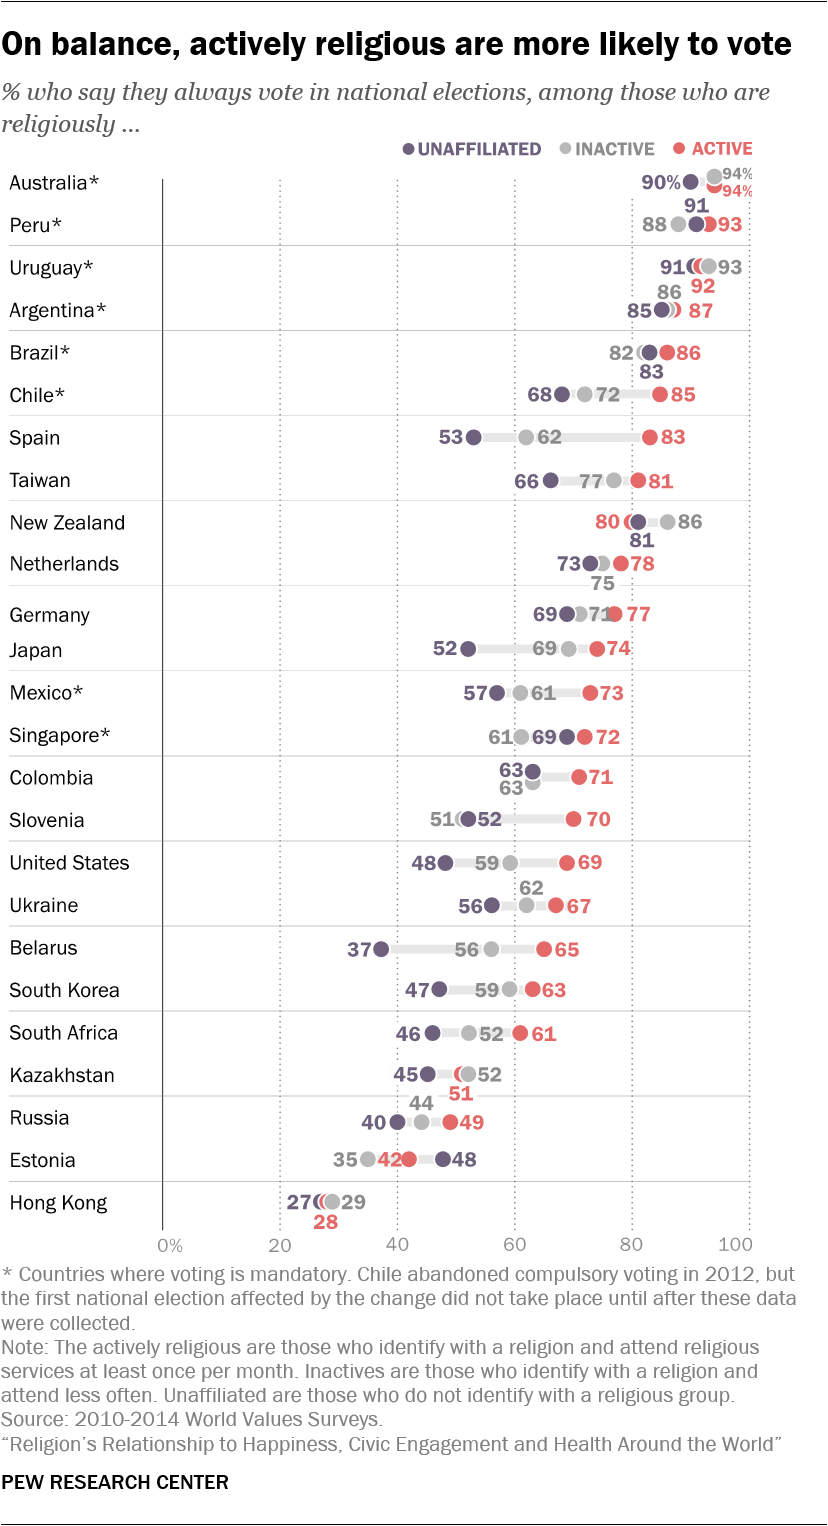 On balance, actively religious are more likely to vote
% who say they always vote in national elections, among those who are
religiously ...
UNAFFILIATED INACTIVE ACTIVE
Australia* 90% 94% 94%
Peru* 88 91 93
Uruguay* 91 92 93
Argentina* 85 86 87
Brazil* 82 83 86
Chile* 68 72 85
Spain 53 62 83
Taiwan 66 77 81
New Zealand 80 81 86
Netherlands 73 75 78
Germany 69 71 77
Japan 52 69 74
Mexico* 57 61 73
Singapore* 61 69 72
Colombia 63 63 71
Slovenia 51 52 70
United States 48 59 69
Ukraine 56 62 67
Belarus 37 56 65
South Korea 47 59 63
South Africa 46 52 61
Kazakhstan 45 51 52
Russia 40 44 49
Estonia 35 42 48
Hong Kong 27 28 29
0% 20 40 60 80 100
* Countries where voting is mandatory. Chile abandoned compulsory voting in 2012, but
the first national election affected by the change did not take place until after these data
were collected.
Note: The actively religious are those who identify with a religion and attend religious
services at least once per month. Inactives are those who identify with a religion and
attend less often. Unaffiliated are those who do not identify with a religious group.
Source: 2010-2014 World Values Surveys.
“Religion’s Relationship to Happiness, Civic Engagement and Health Around the World”
PEW RESEARCH CENTER